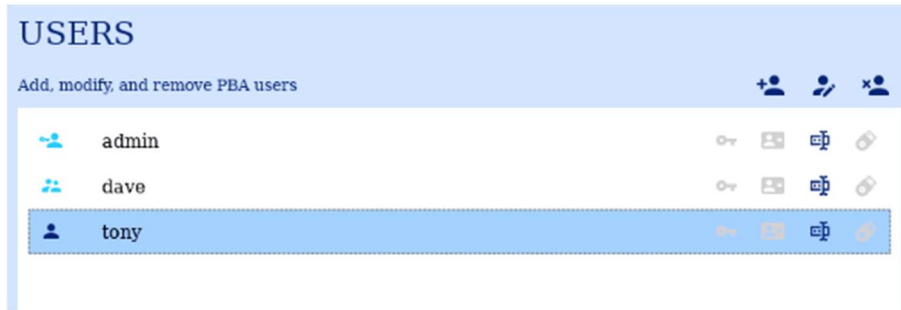 USERS
Add, modify, and remove PBA users
admin
dave
tony